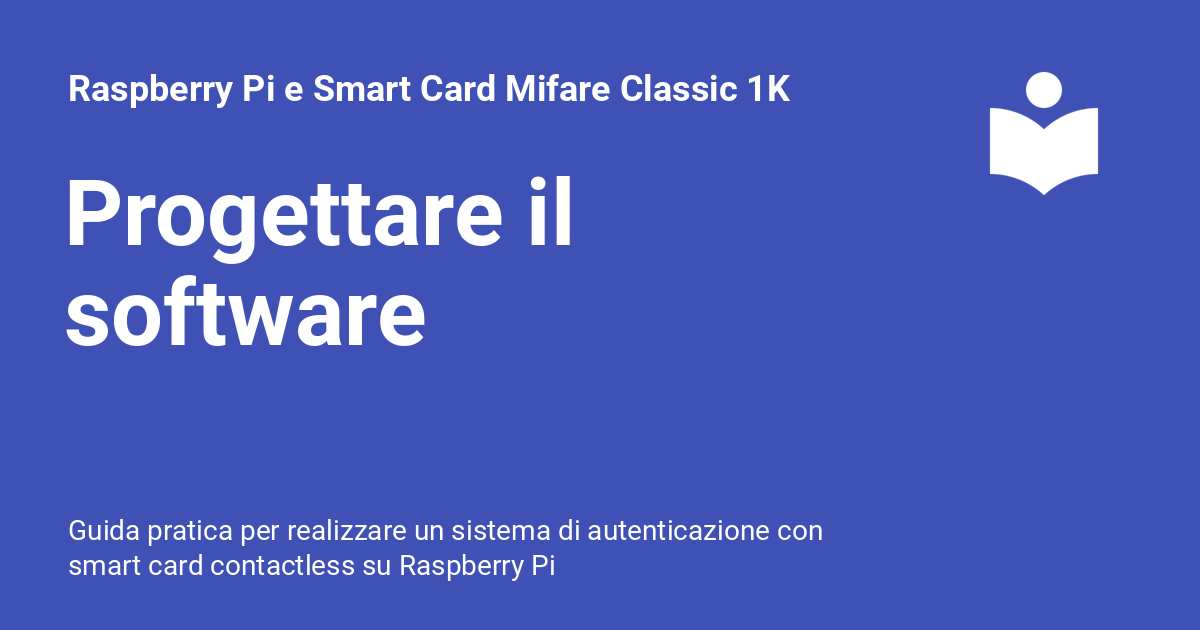 Raspberry Pi e Smart Card Mifare Classic 1K
Progettare il
software
Guida pratica per realizzare un sistema di autenticazione con
smart card contactless su Raspberry Pi